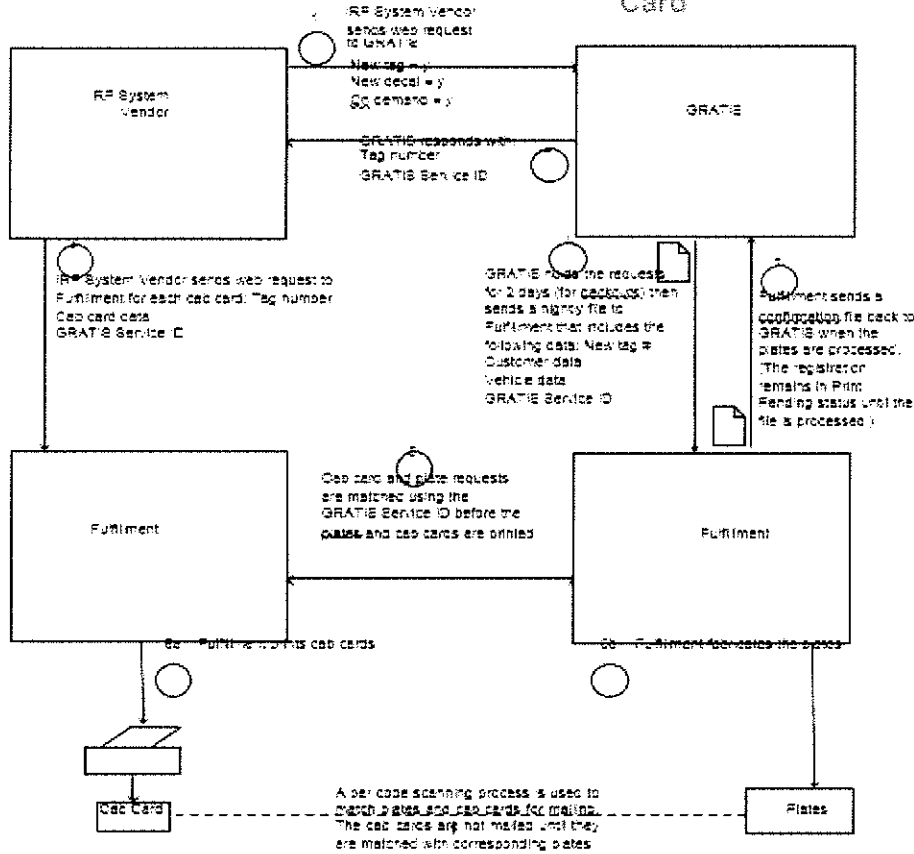 Card
IRP System Vendor
sends web request
to GRATIS
New tag = y
New decal = y
On demand = y
IRP System
Vendor
GRATIS
GRATIS responds with:
Tag number
GRATIS Service ID
IRP System Vendor sends web request to
Fulfillment for each cab card: Tag number
Cab card data
GRATIS Service ID
GRATIS holds the requests
for 2 days (for backouts) then
sends a nightly file to
Fulfillment that includes the
following data: New tag #
Customer data
Vehicle data
GRATIS Service ID
Fulfillment sends a
confirmation file back to
GRATIS when the
plates are processed.
(The registration
remains in Print
Pending status until the
file is processed.)
Cab card and plate requests
are matched using the
GRATIS Service ID before the
plates and cab cards are printed
Fulfillment
Fulfillment
6a Fulfillment prints cab cards
6b Fulfillment fabricates the plates
Cab Card
A bar code scanning process is used to
match plates and cab cards for mailing.
The cab cards are not mailed until they
are matched with corresponding plates
Plates